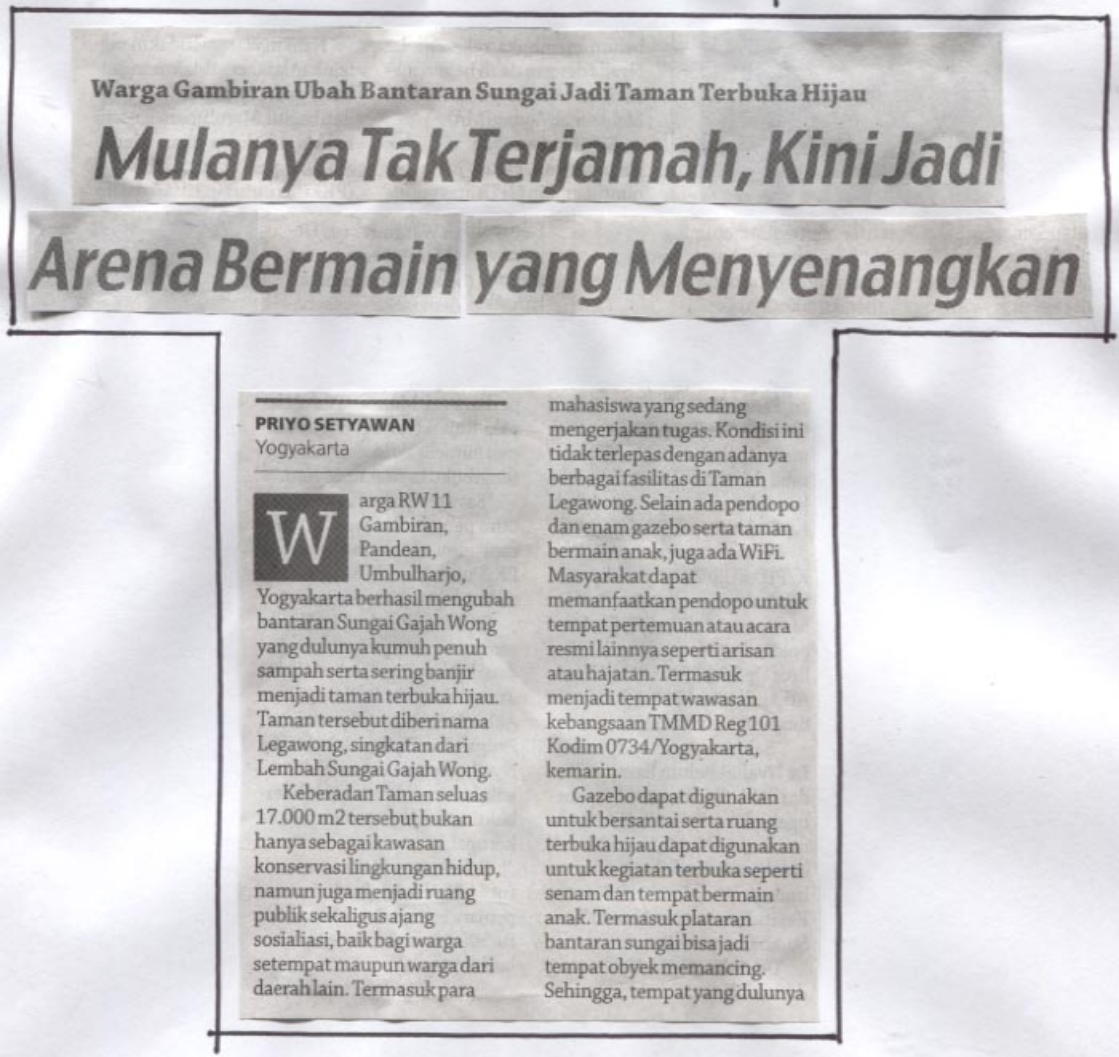 Warga Gambiran Ubah Bantaran Sungai Jadi Taman Terbuka Hijau
Mulanya Tak Terjamah, Kini Jadi
Arena Bermain yang Menyenangkan
PRIYO SETYAWAN
Yogyakarta
Warga RW 11
Gambiran,
Pandean,
Umbulharjo,
Yogyakarta berhasil mengubah
bantaran Sungai Gajah Wong
yang dulunya kumuh penuh
sampah serta sering banjir
menjadi taman terbuka hijau.
Taman tersebut diberi nama
Legawong, singkatan dari
Lembah Sungai Gajah Wong.
Keberadan Taman seluas
17.000 m2 tersebut bukan
hanya sebagai kawasan
konservasi lingkungan hidup,
namun juga menjadi ruang
publik sekaligus ajang
sosialiasi, baik bagi warga
setempat maupun warga dari
daerah lain. Termasuk para
mahasiswa yang sedang
mengerjakan tugas. Kondisi ini
tidak terlepas dengan adanya
berbagai fasilitas di Taman
Legawong. Selain ada pendopo
dan enam gazebo serta taman
bermain anak, juga ada WiFi.
Masyarakat dapat
memanfaatkan pendopo untuk
tempat pertemuan atau acara
resmi lainnya seperti arisan
atau hajatan. Termasuk
menjadi tempat wawasan
kebangsaan TMMD Reg 101
Kodim 0734/Yogyakarta,
kemarin.
Gazebo dapat digunakan
untuk bersantai serta ruang
terbuka hijau dapat digunakan
untuk kegiatan terbuka seperti
senam dan tempat bermain
anak. Termasuk plataran
bantaran sungai bisa jadi
tempat obyek memancing.
Sehingga, tempat yang dulunya